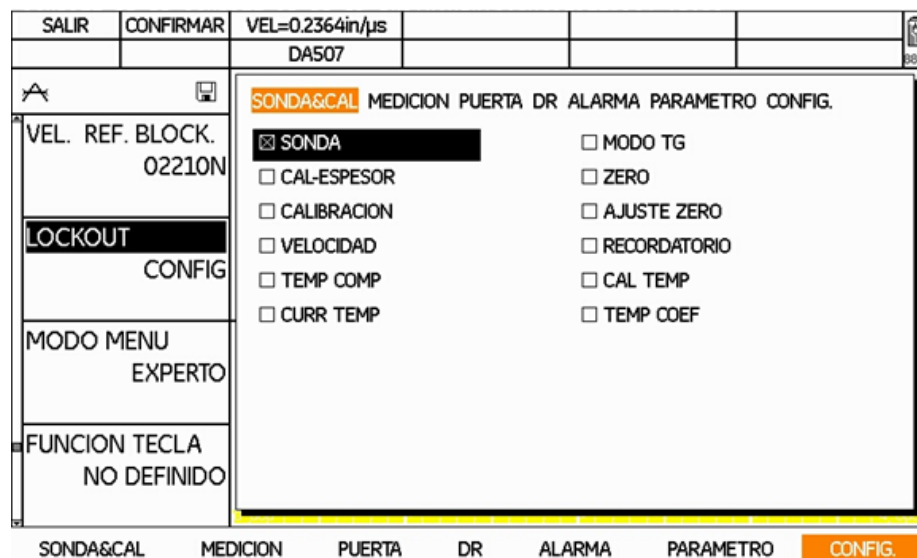 SALIR CONFIRMAR VEL=0.2364in/µs
DA507
88
SONDA&CAL MEDICION PUERTA DR ALARMA PARAMETRO CONFIG.
VEL. REF. BLOCK.
02210N
LOCKOUT
CONFIG
MODO MENU
EXPERTO
FUNCION TECLA
NO DEFINIDO
SONDA
CAL-ESPESOR
CALIBRACION
VELOCIDAD
TEMP COMP
CURR TEMP
MODO TG
ZERO
AJUSTE ZERO
RECORDATORIO
CAL TEMP
TEMP COEF
SONDA&CAL MEDICION PUERTA DR ALARMA PARAMETRO CONFIG.